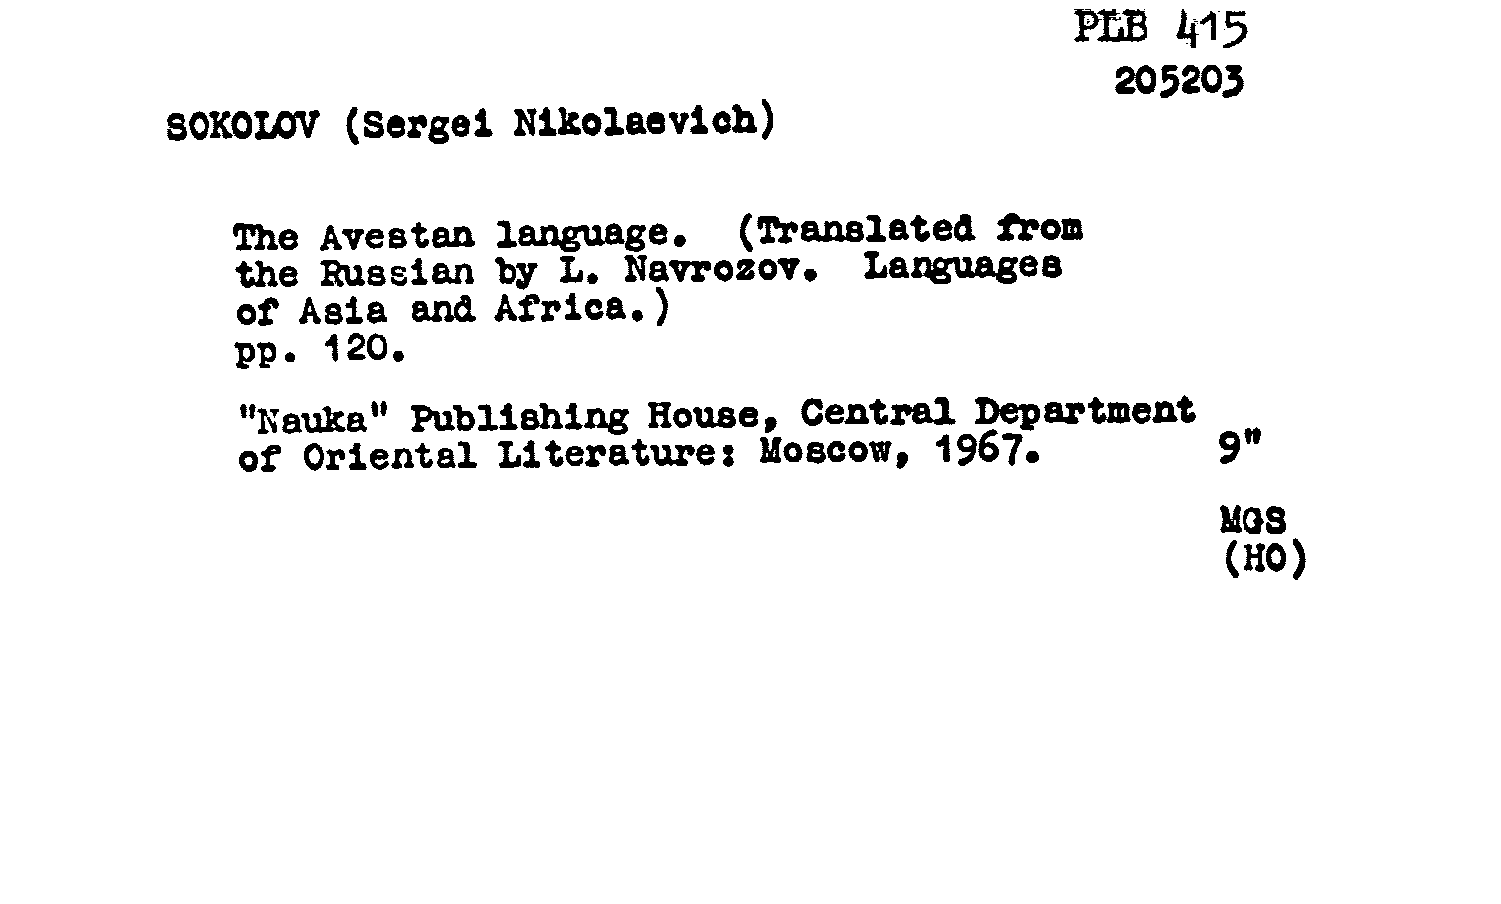 PLB 415
205203
SOKOLOV (Sergei Nikolaevich)
The Avestan language. (Translated from
the Russian by L. Navrozov. Languages
of Asia and Africa.)
pp. 120.
"Nauka" Publishing House, Central Department
of Oriental Literature: Moscow, 1967. 9"
MGS
(HO)